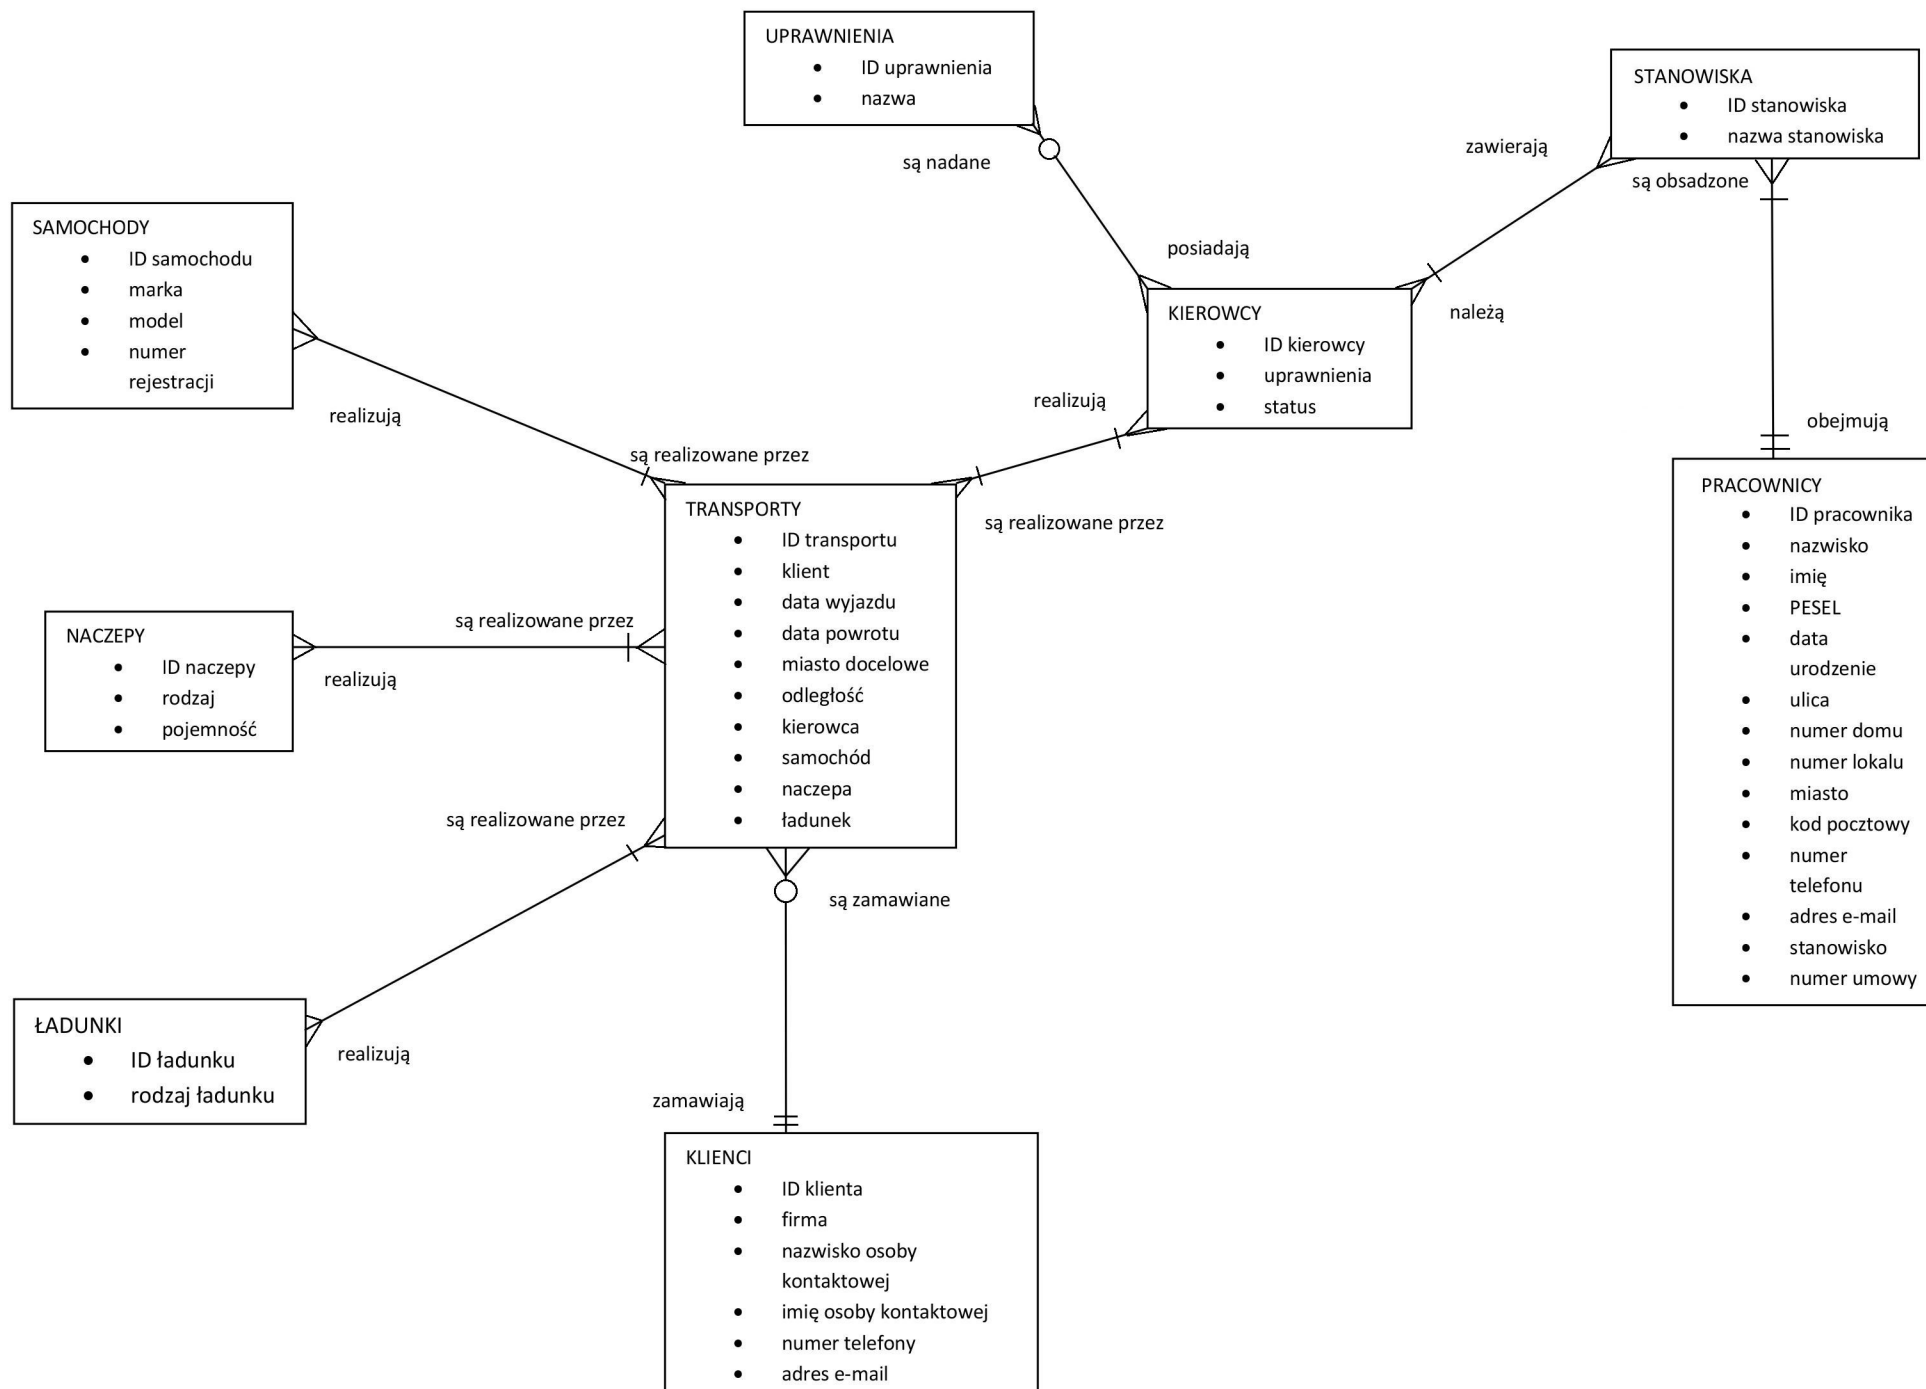 UPRAWNIENIA
• ID uprawnienia
• nazwa
są nadane
STANOWISKA
• ID stanowiska
• nazwa stanowiska
zawierają
są obsadzone
SAMOCHODY
• ID samochodu
• marka
• model
• numer
rejestracji
realizują
posiadają
KIEROWCY
• ID kierowcy
• uprawnienia
• status
należą
realizują
są realizowane przez
są realizowane przez
obejmują
PRACOWNICY
• ID pracownika
• nazwisko
• imię
• PESEL
• data
urodzenie
• ulica
• numer domu
• numer lokalu
• miasto
• kod pocztowy
• numer
telefonu
• adres e-mail
• stanowisko
• numer umowy
TRANSPORTY
• ID transportu
• klient
• data wyjazdu
• data powrotu
• miasto docelowe
• odległość
• kierowca
• samochód
• naczepa
• ładunek
NACZEPY
• ID naczepy
• rodzaj
• pojemność
są realizowane przez
realizują
są realizowane przez
są zamawiane
ŁADUNKI
• ID ładunku
• rodzaj ładunku
realizują
zamawiają
KLIENCI
• ID klienta
• firma
• nazwisko osoby
kontaktowej
• imię osoby kontaktowej
• numer telefony
• adres e-mail